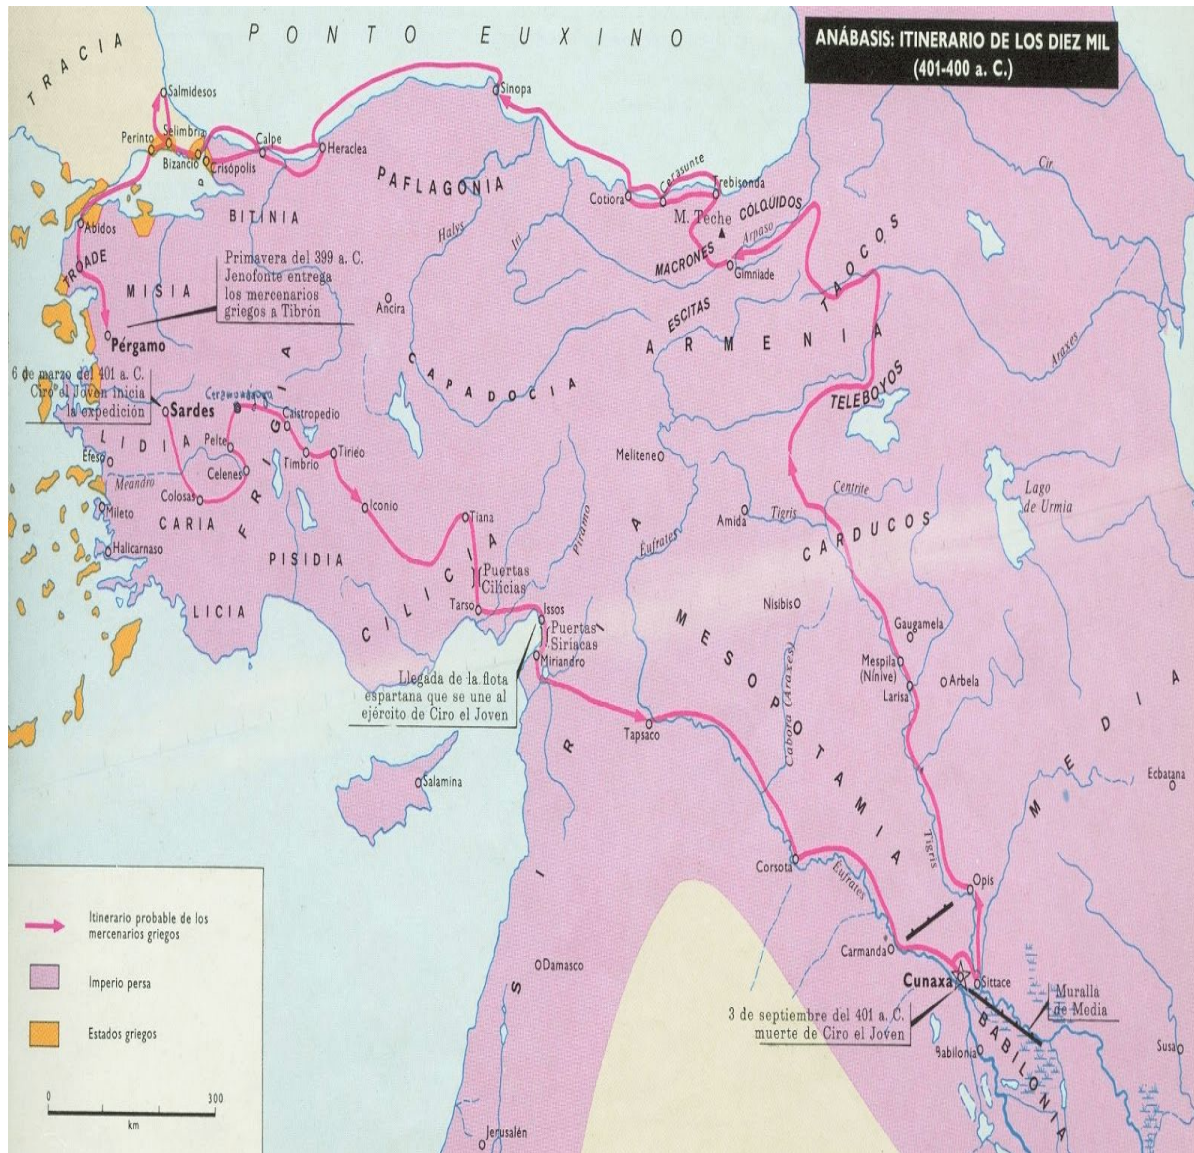 ANÁBASIS: ITINERARIO DE LOS DIEZ MIL
(401-400 a. C.)
PONTO EUXINO
TRACIA
Salmidesos
Sinopa
Perinto
Selimbria
Bizancio
Crisópolis
Calpe
Heraclea
PAFLAGONIA
Cotiora
Cerasunte
Trebisonda
M. Teche
CÓLQUIDOS
Cir
Abidos
BITINIA
Halys
Iri
MACRONES
Arpaso
Gimniade
TAOCOS
TROADE
MISIA
Primavera del 399 a. C.
Jenofonte entrega
los mercenarios
griegos a Tibrón
Ancira
ESCITAS
ARMENIA
Araxes
Pérgamo
CAPADOCIA
6 de marzo del 401 a. C.
Ciro el Joven inicia
la expedición
Sardes
Caistropedio
TELEBOYOS
LIDIA
Pelte
FRIGIA
Timbrio
Tirieo
Melitene
Efeso
Celenes
Meandro
Colosas
Iconio
Tiana
Centrite
Lago
de Urmia
Mileto
CARIA
Amida
Tigris
CARDUCOS
Halicarnaso
PISIDIA
Piramo
Éufrates
LICIA
CILICIA
Puertas
Cilicias
Tarso
Issos
Puertas
Siríacas
Miriandro
Nisibis
MESOPOTAMIA
Gaugamela
Mespila
(Nínive)
Larisa
Arbela
Llegada de la flota
espartana que se une al
ejército de Ciro el Joven
Tapsaco
Cabora (Araxes)
MEDIA
SIRIA
Salamina
Ecbatana
Corsota
Éufrates
Tigris
Opis
Carmanda
Cunaxa
Sittace
Damasco
3 de septiembre del 401 a. C.
muerte de Ciro el Joven
Muralla
de Media
BABILONIA
Babilonia
Susa
Jerusalén
Itinerario probable de los
mercenarios griegos
Imperio persa
Estados griegos
0 300
km